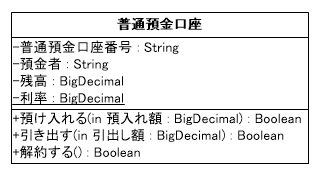 普通預金口座
-普通預金口座番号 : String
-預金者 : String
-残高 : BigDecimal
-利率 : BigDecimal
+預け入れる(in 預入れ額 : BigDecimal) : Boolean
+引き出す(in 引出し額 : BigDecimal) : Boolean
+解約する() : Boolean